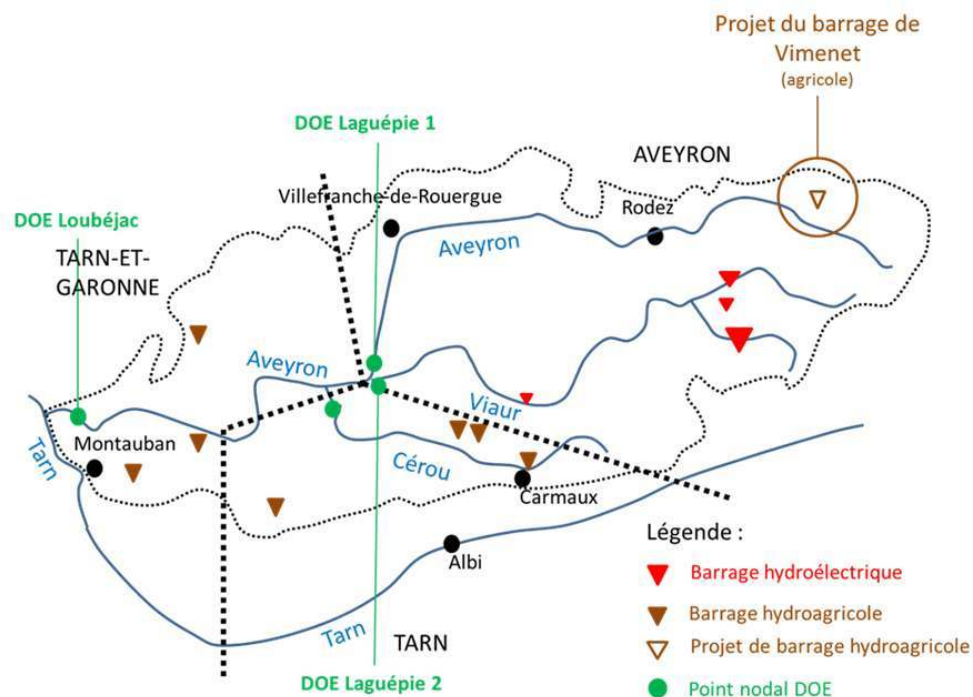 Projet du barrage de
Vimenet
(agricole)
DOE Laguépie 1
AVEYRON
Villefranche-de-Rouergue
Rodez
DOE Loubéjac
TARN-ET-
GARONNE
Aveyron
Aveyron
Viaur
Montauban
Tarn
Cérou
Carmaux
Albi
Tarn
TARN
DOE Laguépie 2
Légende :
Barrage hydroélectrique
Barrage hydroagricole
Projet de barrage hydroagricole
Point nodal DOE